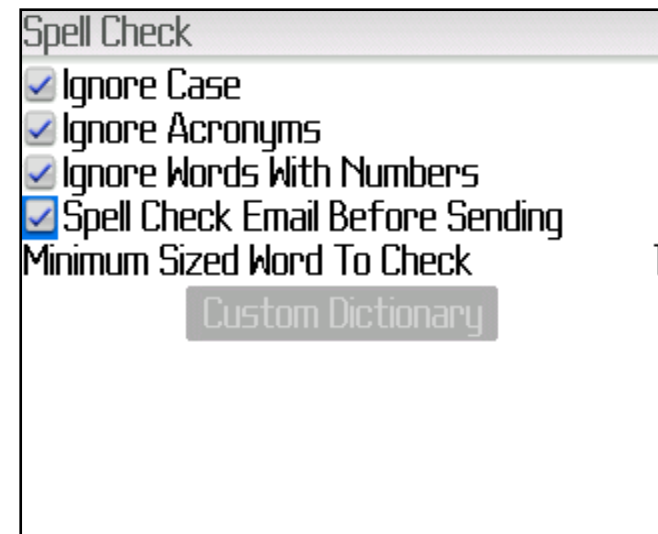 Spell Check
Ignore Case
Ignore Acronyms
Ignore Words With Numbers
Spell Check Email Before Sending
Minimum Sized Word To Check
Custom Dictionary